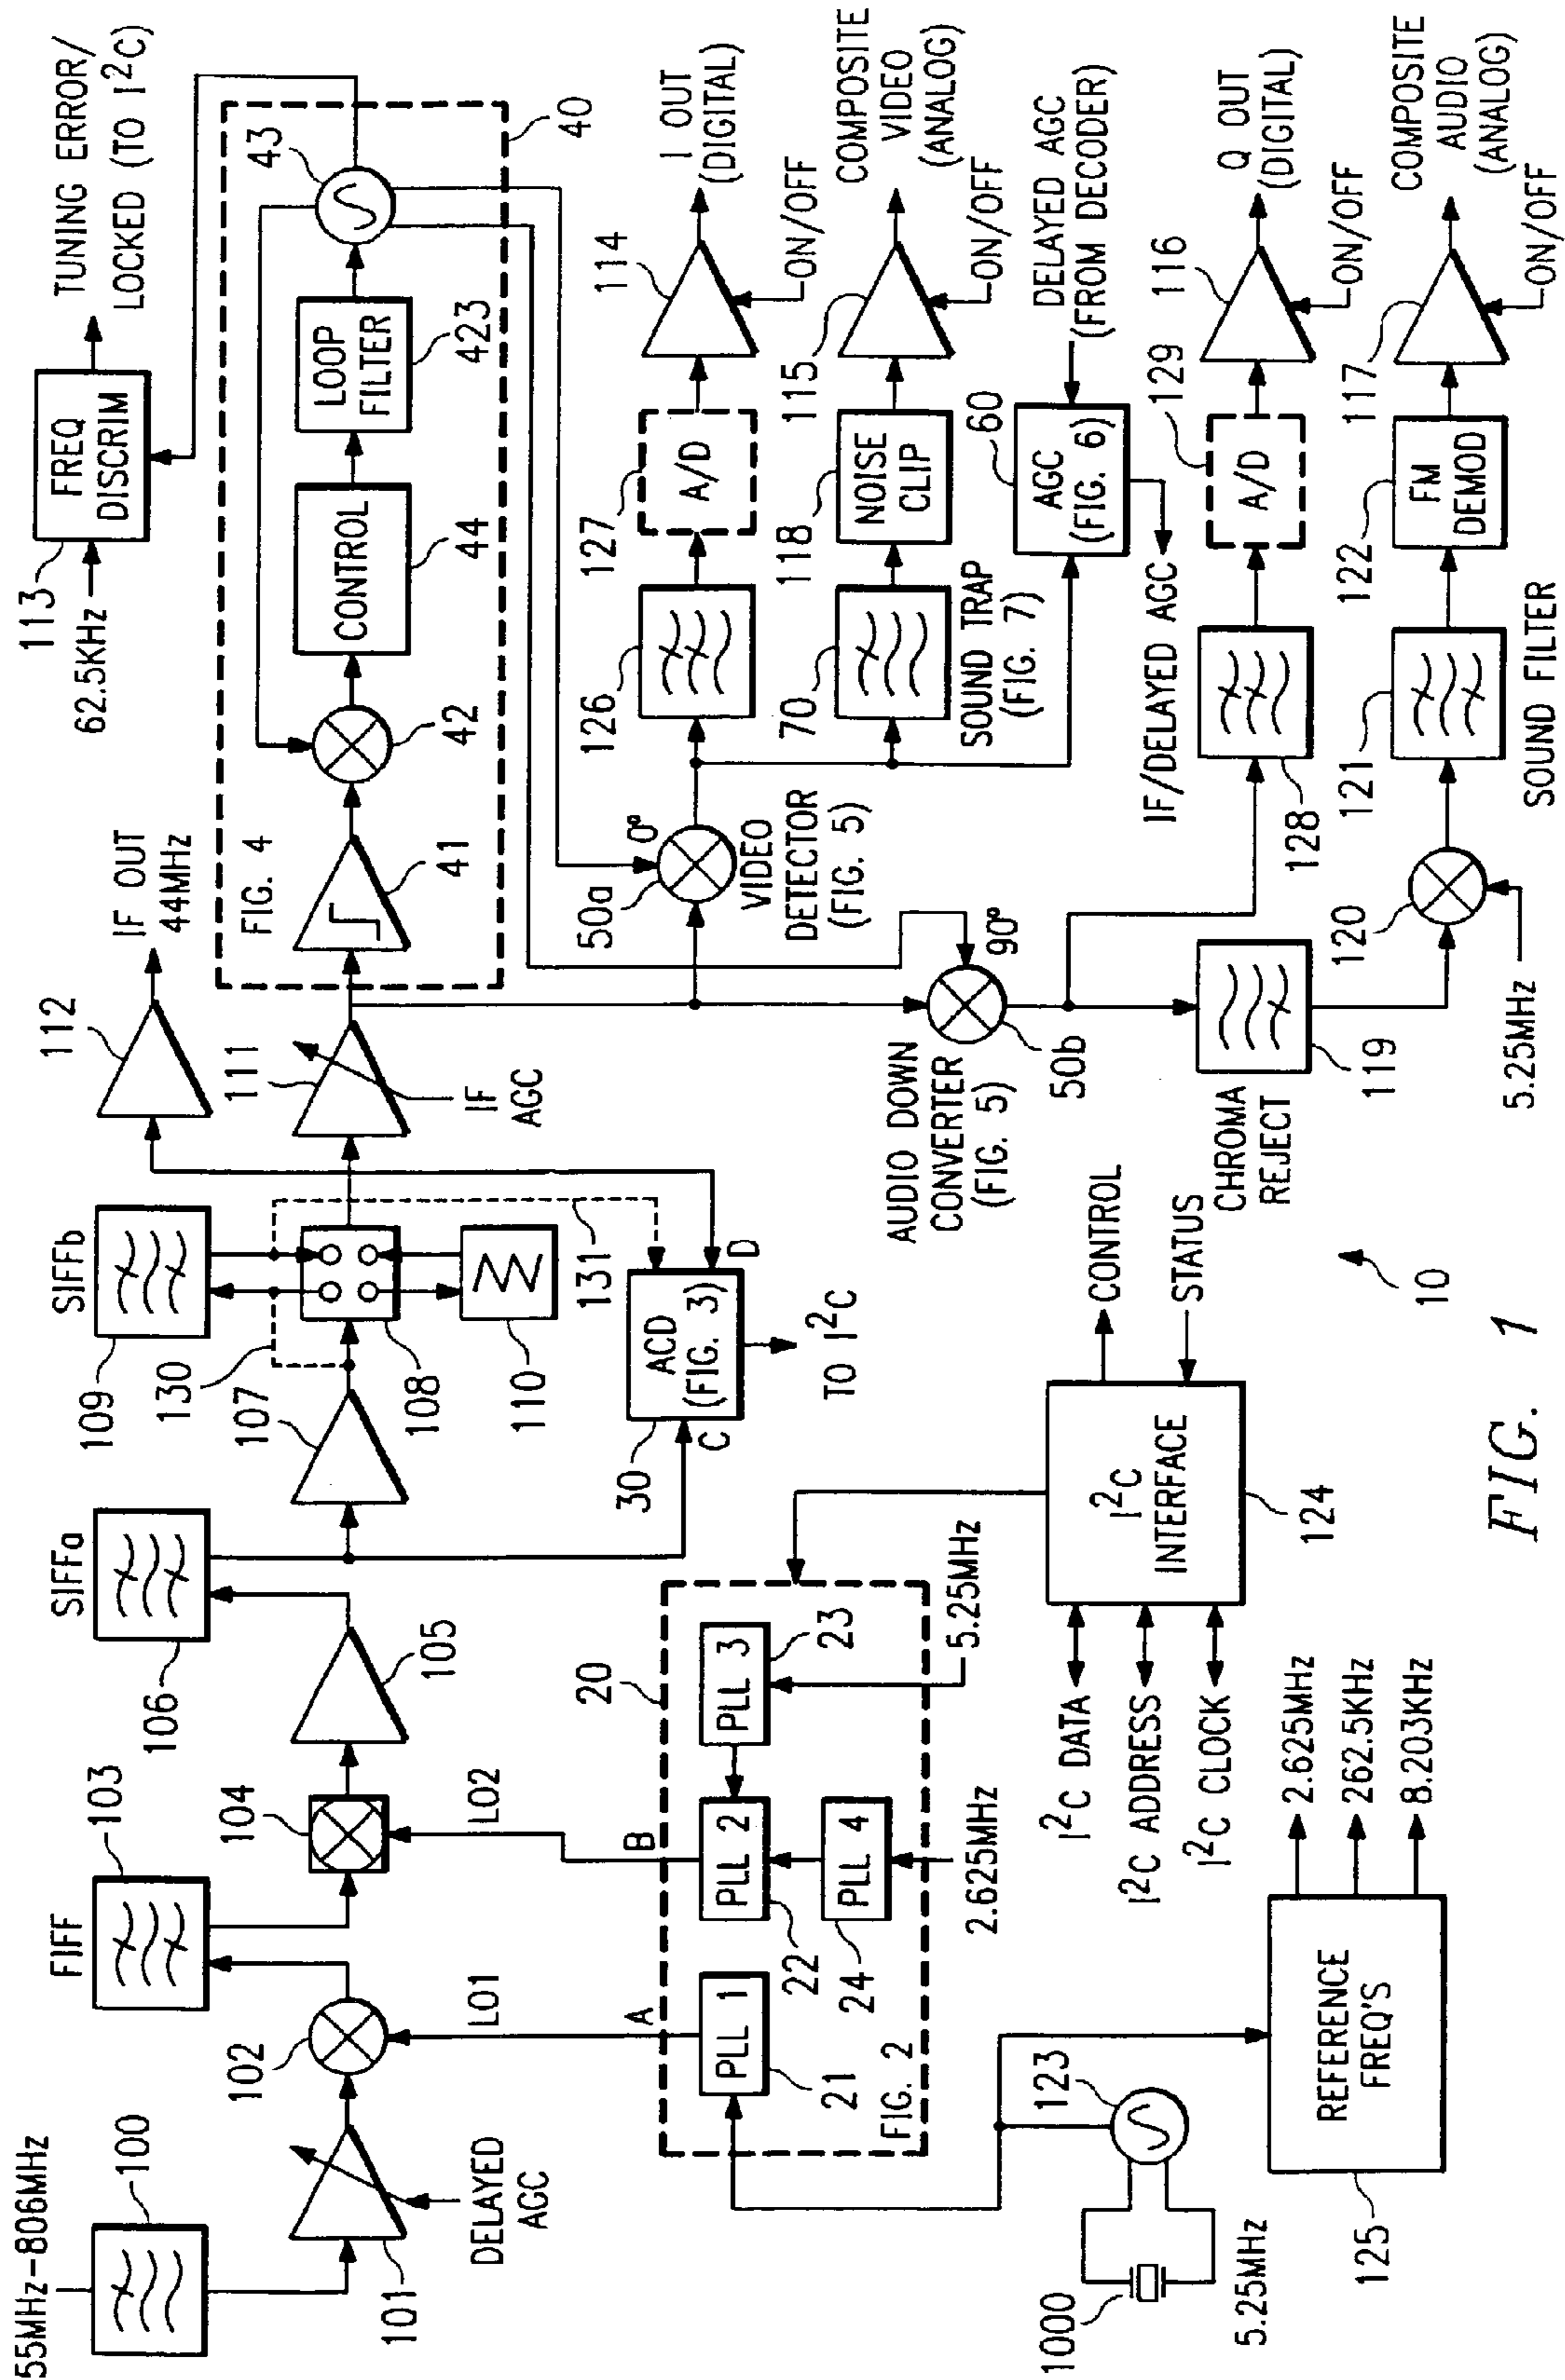 55MHz-806MHz
100
101
DELAYED
AGC
FIFF
103
102
LO1
A
104
LO2
B
105
SIFFa
106
107
SIFFb
109
130
108
110
131
C
D
30
ACD
(FIG. 3)
TO I²C
112
IF OUT
44MHz
111
IF
AGC
113
62.5KHz
FREQ
DISCRIM
TUNING ERROR/
LOCKED (TO I²C)
FIG. 4
41
42
CONTROL
44
LOOP
FILTER
423
43
40
50a
0°
VIDEO
DETECTOR
(FIG. 5)
126
127
A/D
114
I OUT
(DIGITAL)
ON/OFF
70
SOUND TRAP
(FIG. 7)
118
NOISE
CLIP
115
COMPOSITE
VIDEO
(ANALOG)
ON/OFF
60
AGC
(FIG. 6)
DELAYED AGC
(FROM DECODER)
IF/DELAYED AGC
AUDIO DOWN
CONVERTER
(FIG. 5)
90°
50b
128
129
A/D
116
Q OUT
(DIGITAL)
ON/OFF
CHROMA
REJECT
119
120
5.25MHz
121
SOUND FILTER
122
FM
DEMOD
117
COMPOSITE
AUDIO
(ANALOG)
ON/OFF
20
PLL 1
21
PLL 2
22
PLL 3
23
PLL 4
24
FIG. 2
2.625MHz
5.25MHz
1000
5.25MHz
123
125
REFERENCE
FREQ'S
2.625MHz
262.5KHz
8.203KHz
I²C DATA
I²C ADDRESS
I²C CLOCK
I²C
INTERFACE
124
CONTROL
STATUS
10
FIG. 1